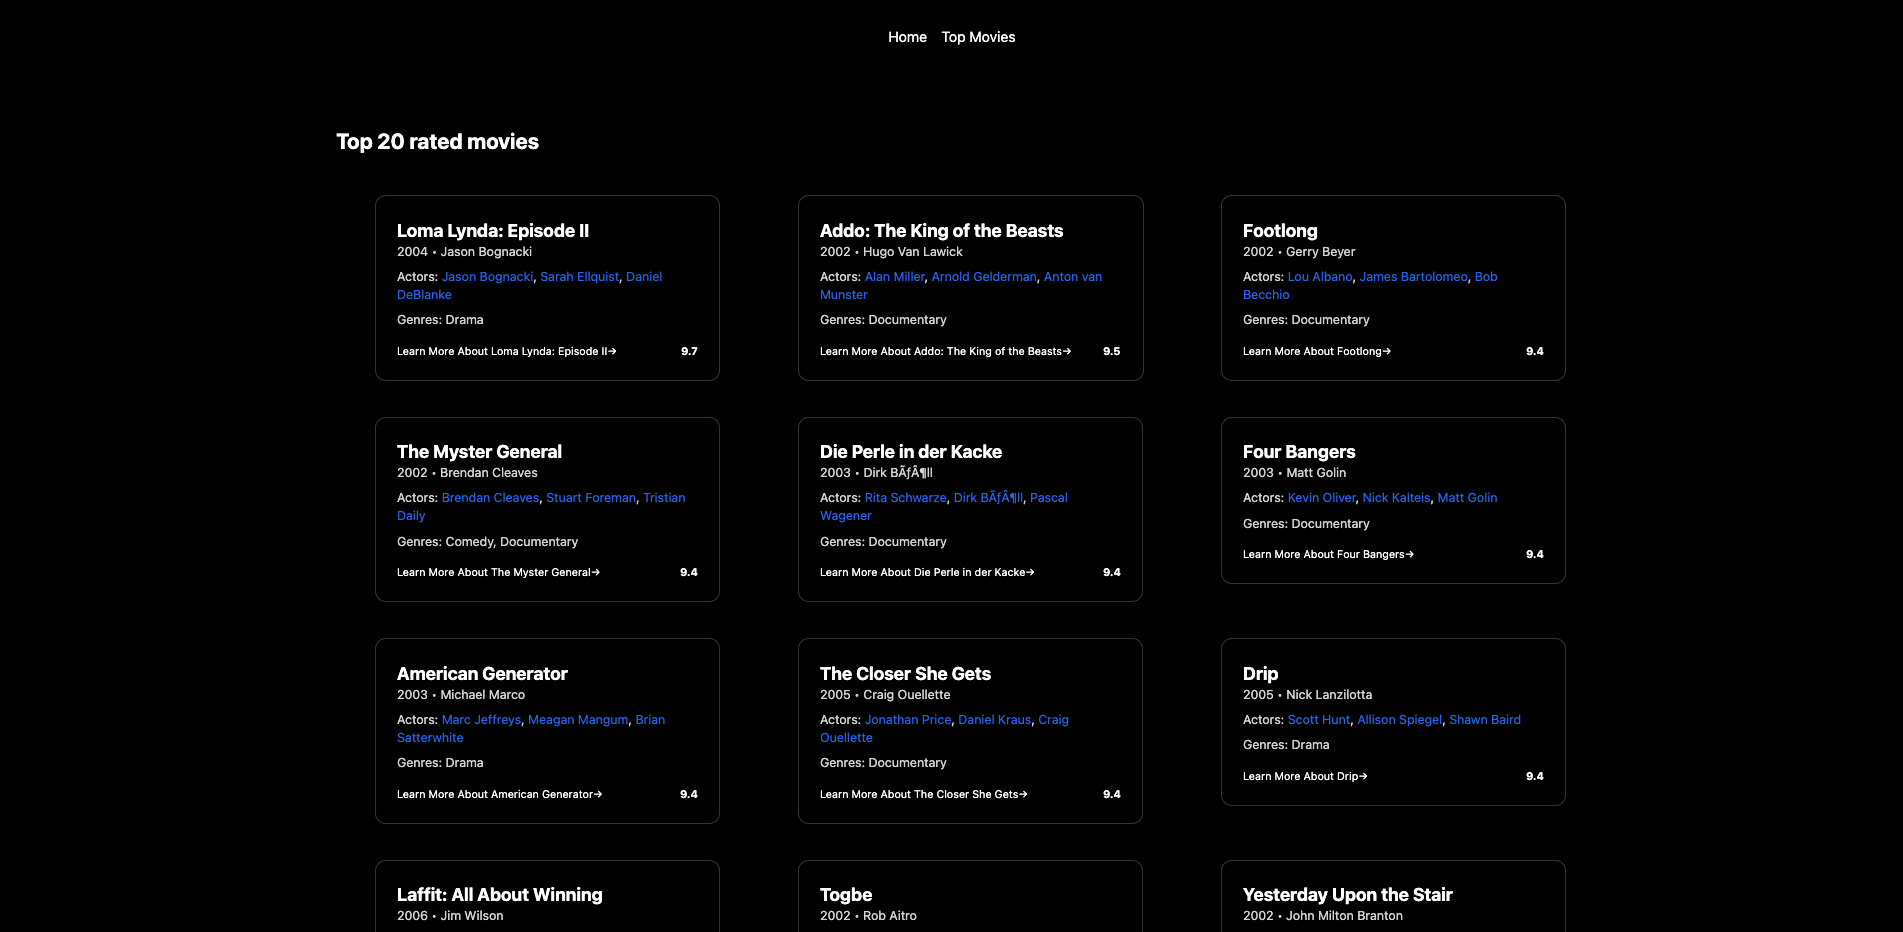 Home Top Movies
Top 20 rated movies
Loma Lynda: Episode II
2004 • Jason Bognacki
Actors: Jason Bognacki, Sarah Ellquist, Daniel
DeBlanke
Genres: Drama
Learn More About Loma Lynda: Episode II→ 9.7
Addo: The King of the Beasts
2002 • Hugo Van Lawick
Actors: Alan Miller, Arnold Gelderman, Anton van
Munster
Genres: Documentary
Learn More About Addo: The King of the Beasts→ 9.5
Footlong
2002 • Gerry Beyer
Actors: Lou Albano, James Bartolomeo, Bob
Becchio
Genres: Documentary
Learn More About Footlong→ 9.4
The Myster General
2002 • Brendan Cleaves
Actors: Brendan Cleaves, Stuart Foreman, Tristian
Daily
Genres: Comedy, Documentary
Learn More About The Myster General→ 9.4
Die Perle in der Kacke
2003 • Dirk BÃƒÂ¶ll
Actors: Rita Schwarze, Dirk BÃƒÂ¶ll, Pascal
Wagener
Genres: Documentary
Learn More About Die Perle in der Kacke→ 9.4
Four Bangers
2003 • Matt Golin
Actors: Kevin Oliver, Nick Kalteis, Matt Golin
Genres: Documentary
Learn More About Four Bangers→ 9.4
American Generator
2003 • Michael Marco
Actors: Marc Jeffreys, Meagan Mangum, Brian
Satterwhite
Genres: Drama
Learn More About American Generator→ 9.4
The Closer She Gets
2005 • Craig Ouellette
Actors: Jonathan Price, Daniel Kraus, Craig
Ouellette
Genres: Documentary
Learn More About The Closer She Gets→ 9.4
Drip
2005 • Nick Lanzilotta
Actors: Scott Hunt, Allison Spiegel, Shawn Baird
Genres: Drama
Learn More About Drip→ 9.4
Laffit: All About Winning
2006 • Jim Wilson
Togbe
2002 • Rob Aitro
Yesterday Upon the Stair
2002 • John Milton Branton